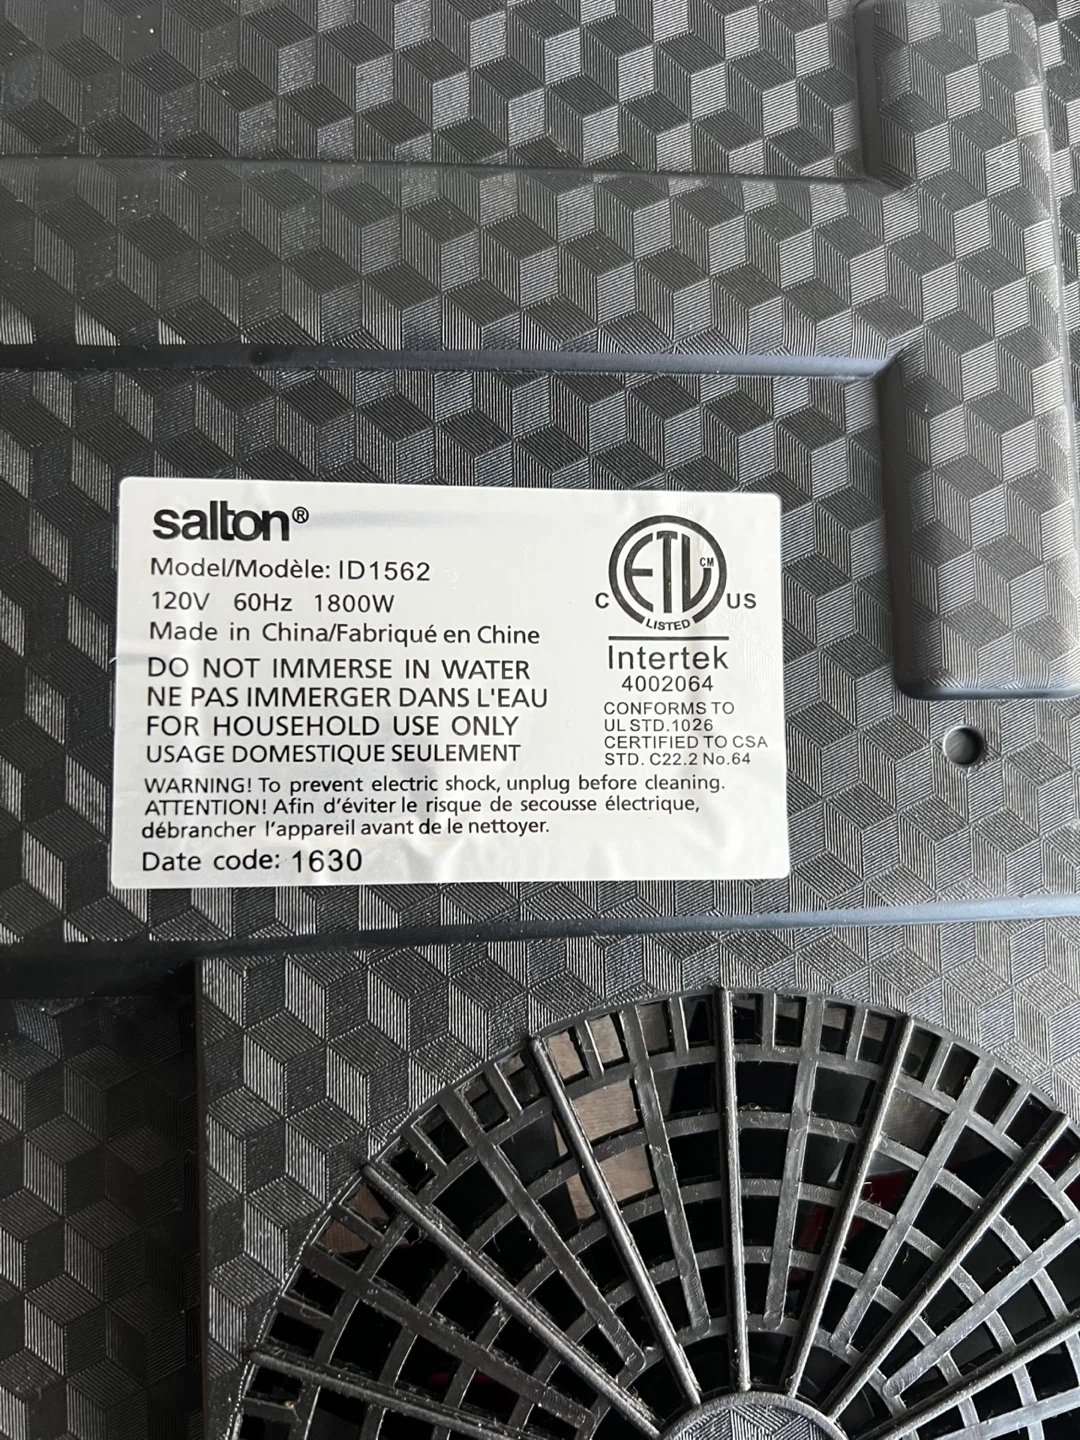 salton®
Model/Modèle: ID1562
120V 60Hz 1800W
Made in China/Fabriqué en Chine
DO NOT IMMERSE IN WATER
NE PAS IMMERGER DANS L'EAU
FOR HOUSEHOLD USE ONLY
USAGE DOMESTIQUE SEULEMENT
WARNING! To prevent electric shock, unplug before cleaning.
ATTENTION! Afin d'éviter le risque de secousse électrique,
débrancher l'appareil avant de le nettoyer.
Date code: 1630
ETL CM
C US
LISTED
Intertek
4002064
CONFORMS TO
UL STD.1026
CERTIFIED TO CSA
STD. C22.2 No.64